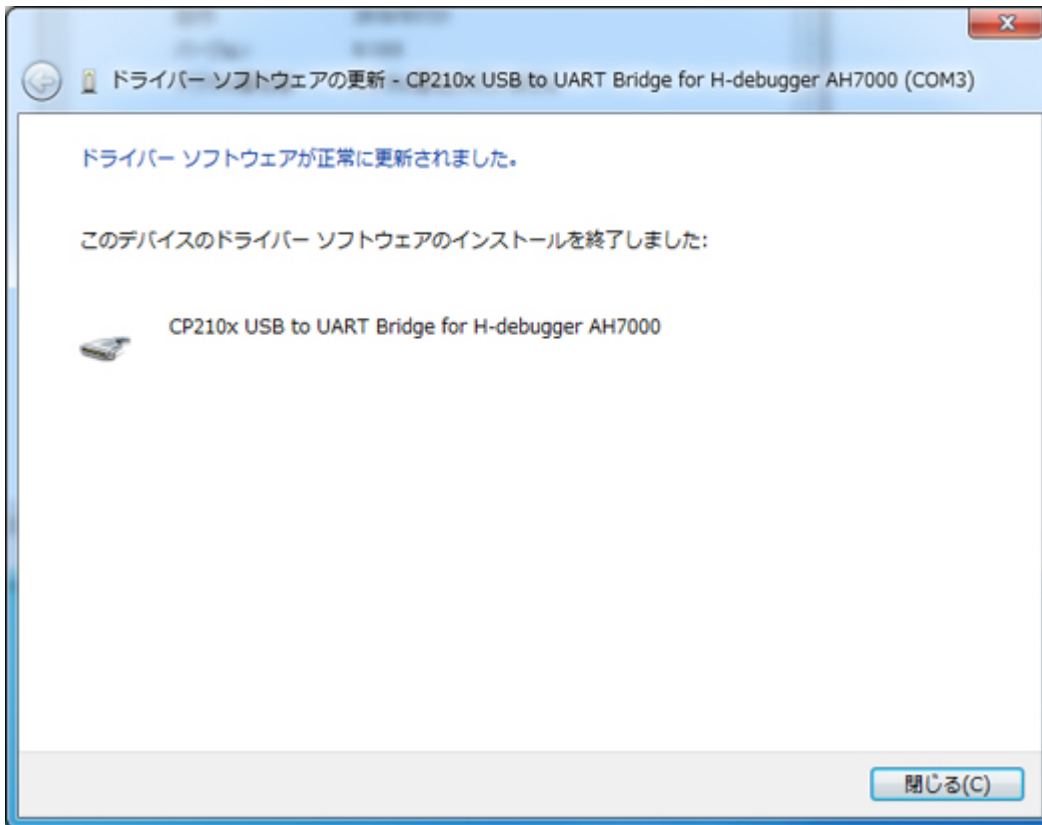 ドライバー ソフトウェアの更新 - CP210x USB to UART Bridge for H-debugger AH7000 (COM3)
ドライバー ソフトウェアが正常に更新されました。
このデバイスのドライバー ソフトウェアのインストールを終了しました:
CP210x USB to UART Bridge for H-debugger AH7000
閉じる(C)